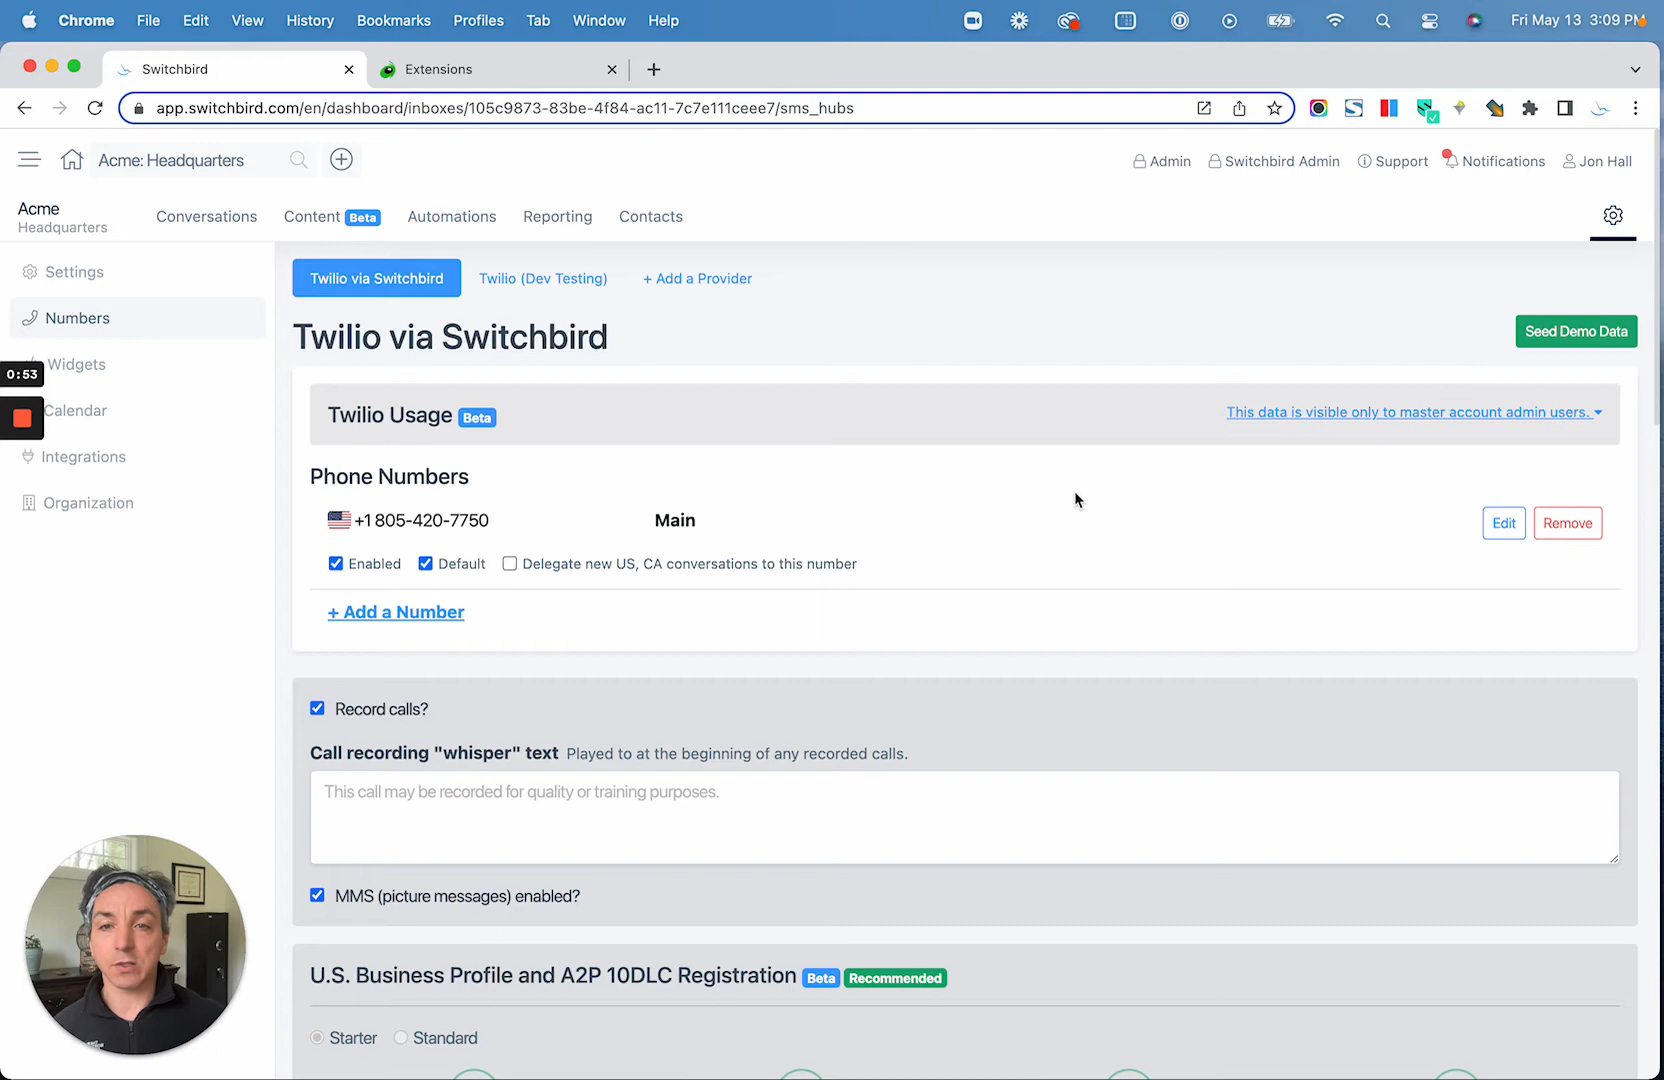 Chrome File Edit View History Bookmarks Profiles Tab Window Help Fri May 13 3:09 PM
Switchbird Extensions
app.switchbird.com/en/dashboard/inboxes/105c9873-83be-4f84-ac11-7c7e111ceee7/sms_hubs
Acme: Headquarters Admin Switchbird Admin Support Notifications Jon Hall
Acme
Headquarters
Conversations Content Beta Automations Reporting Contacts
Settings
Numbers
Widgets
0:53
Calendar
Integrations
Organization
Twilio via Switchbird Twilio (Dev Testing) + Add a Provider
Twilio via Switchbird Seed Demo Data
Twilio Usage Beta This data is visible only to master account admin users.
Phone Numbers
+1 805-420-7750 Main Edit Remove
Enabled Default Delegate new US, CA conversations to this number
+ Add a Number
Record calls?
Call recording "whisper" text Played to at the beginning of any recorded calls.
This call may be recorded for quality or training purposes.
MMS (picture messages) enabled?
U.S. Business Profile and A2P 10DLC Registration Beta Recommended
Starter Standard